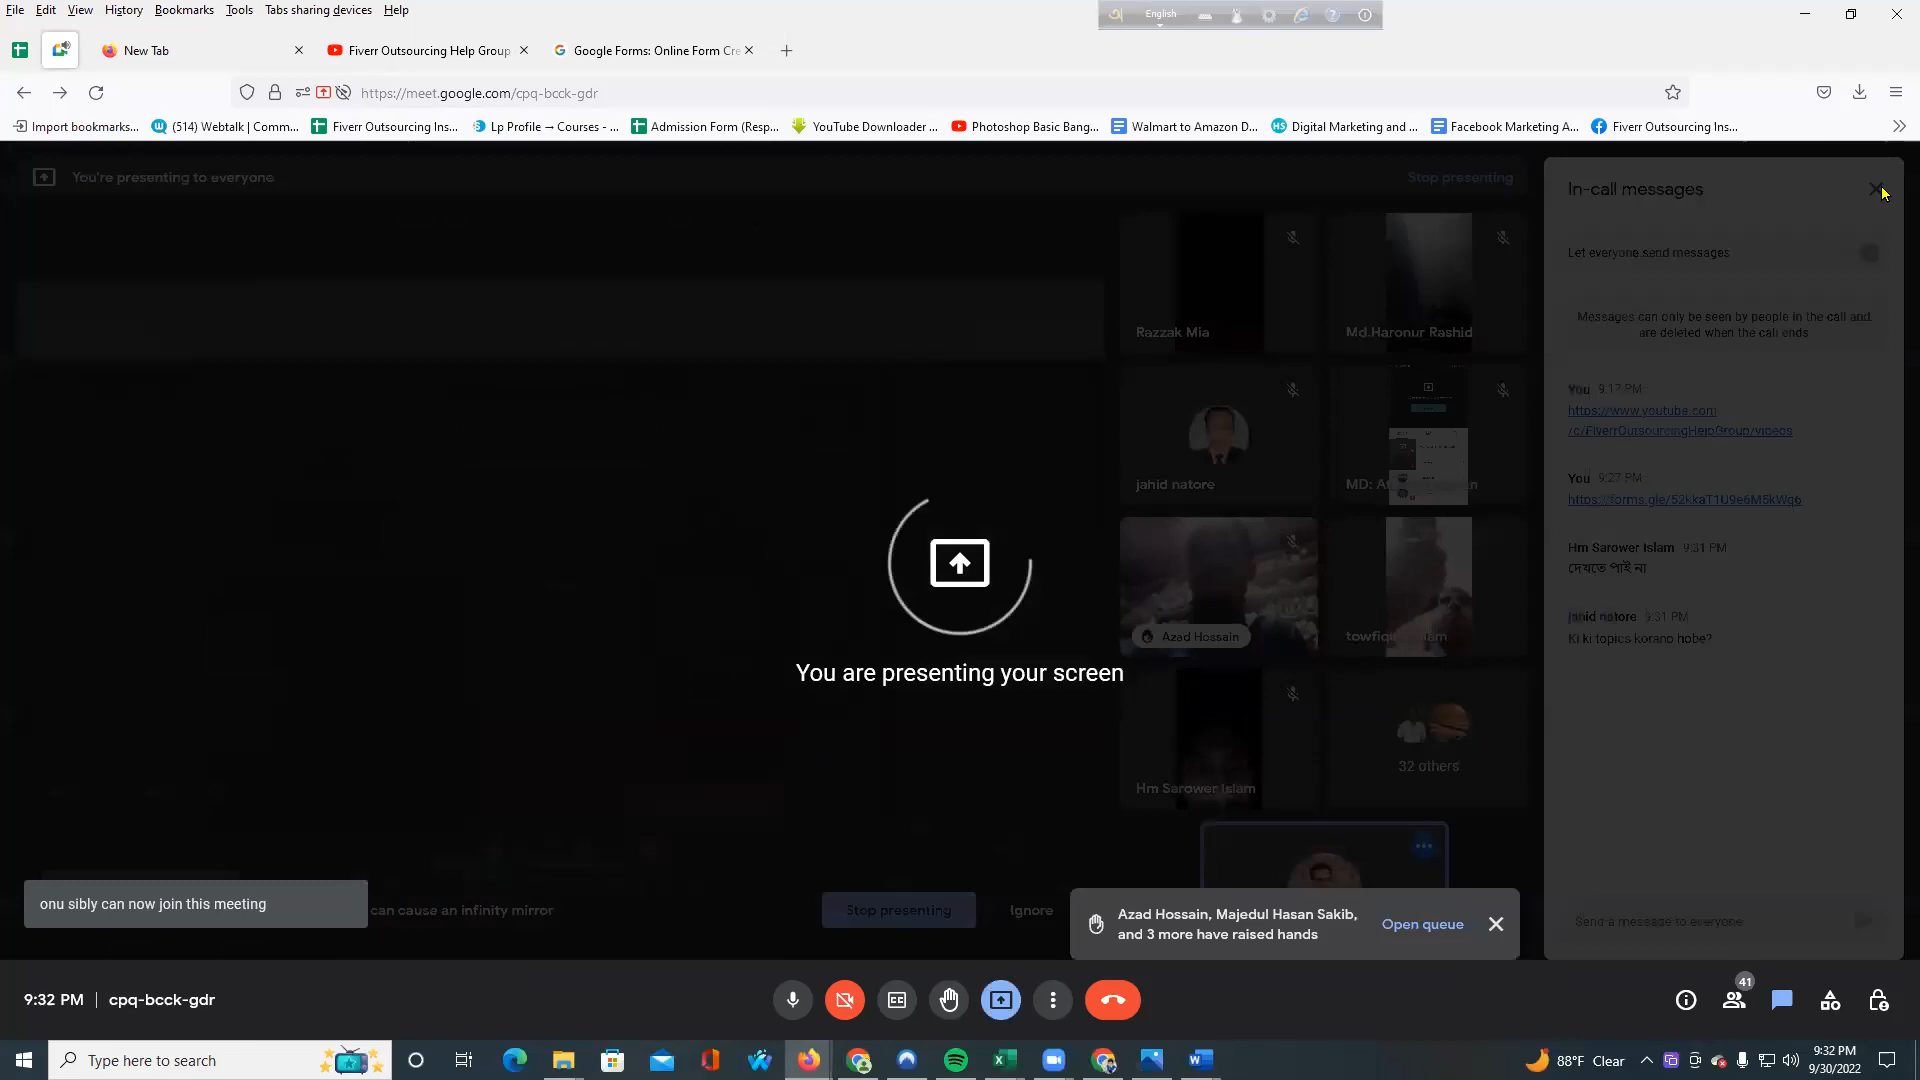 File Edit View History Bookmarks Tools Tabs sharing devices Help
English
New Tab
Fiverr Outsourcing Help Group
Google Forms: Online Form Cre
https://meet.google.com/cpq-bcck-gdr
Import bookmarks...
(514) Webtalk | Comm...
Fiverr Outsourcing Ins...
Lp Profile → Courses - ...
Admission Form (Resp...
YouTube Downloader ...
Photoshop Basic Bang...
Walmart to Amazon D...
Digital Marketing and ...
Facebook Marketing A...
Fiverr Outsourcing Ins...
You're presenting to everyone
Stop presenting
In-call messages
Let everyone send messages
Messages can only be seen by people in the call and
are deleted when the call ends
You 9:17 PM
https://www.youtube.com
/c/FiverrOutsourcingHelpGroup/videos
You 9:27 PM
https://forms.gle/52kkaT1U9e6M5kWq6
Hm Sarower Islam 9:31 PM
দেখতে পাই না
jahid natore 9:31 PM
Ki ki topics korano hobe?
Send a message to everyone
Razzak Mia
Md.Haronur Rashid
jahid natore
MD:
Azad Hossain
Hm Sarower Islam
32 others
You are presenting your screen
onu sibly can now join this meeting
can cause an infinity mirror
Stop presenting
Ignore
Azad Hossain, Majedul Hasan Sakib,
and 3 more have raised hands
Open queue
9:32 PM | cpq-bcck-gdr
41
Type here to search
88°F Clear
9:32 PM
9/30/2022